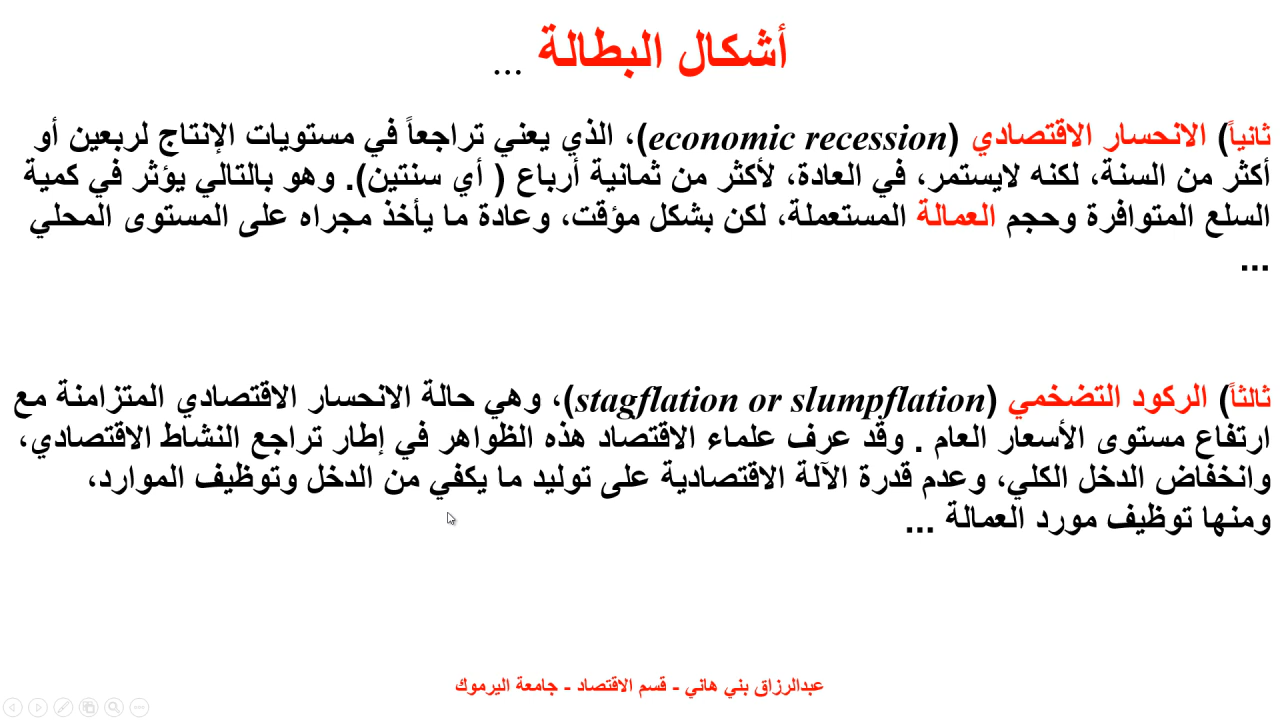 أشكال البطالة ...
ثانياً) الانحسار الاقتصادي (economic recession)، الذي يعني تراجعاً في مستويات الإنتاج لربعين أو
أكثر من السنة، لكنه لايستمر، في العادة، لأكثر من ثمانية أرباع ( أي سنتين). وهو بالتالي يؤثر في كمية
السلع المتوافرة وحجم العمالة المستعملة، لكن بشكل مؤقت، وعادة ما يأخذ مجراه على المستوى المحلي
...
ثالثاً) الركود التضخمي (stagflation or slumpflation)، وهي حالة الانحسار الاقتصادي المتزامنة مع
ارتفاع مستوى الأسعار العام . وقد عرف علماء الاقتصاد هذه الظواهر في إطار تراجع النشاط الاقتصادي،
وانخفاض الدخل الكلي، وعدم قدرة الآلة الاقتصادية على توليد ما يكفي من الدخل وتوظيف الموارد،
ومنها توظيف مورد العمالة ...
عبدالرزاق بني هاني - قسم الاقتصاد - جامعة اليرموك